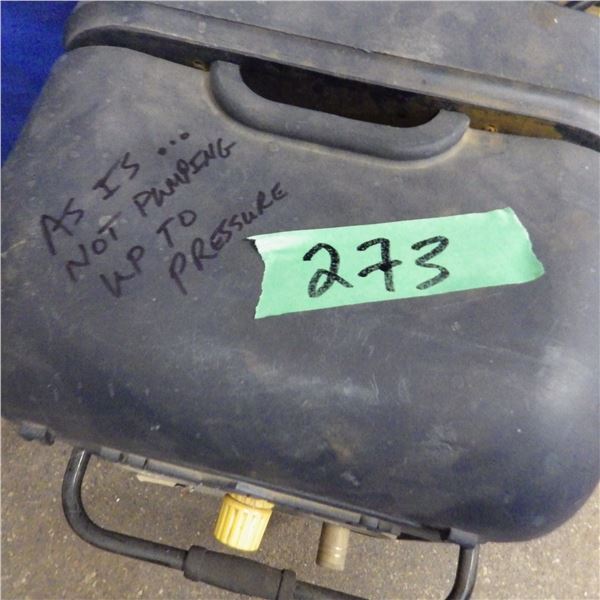 AS IS...
NOT PUMPING
UP TO
PRESSURE
273